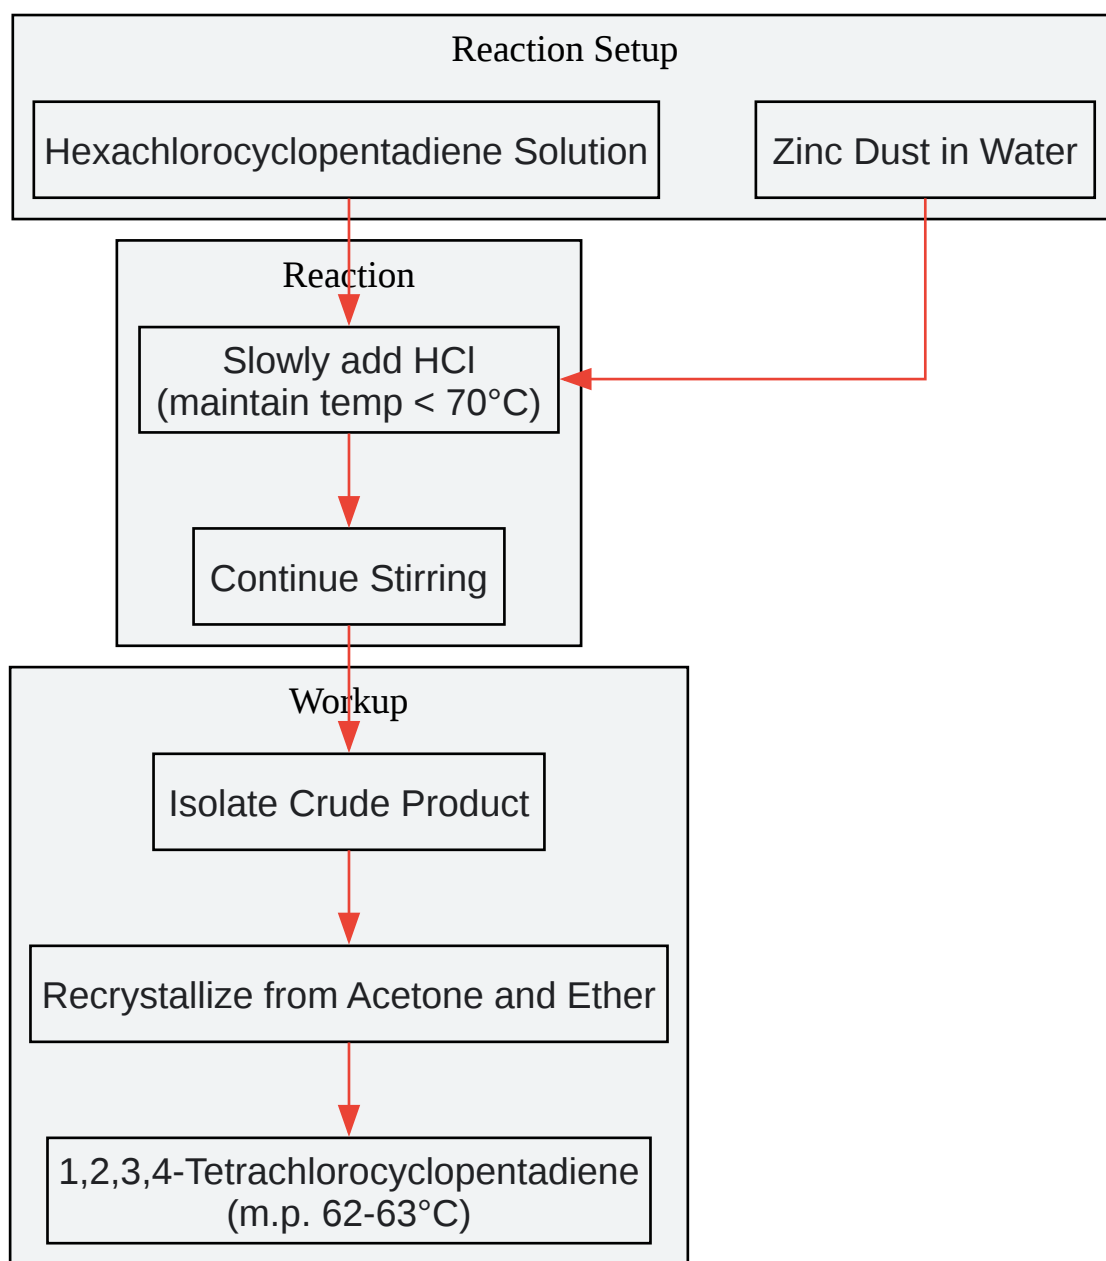 Reaction Setup
Hexachlorocyclopentadiene Solution
Zinc Dust in Water
Reaction
Slowly add HCl
(maintain temp < 70°C)
Continue Stirring
Workup
Isolate Crude Product
Recrystallize from Acetone and Ether
1,2,3,4-Tetrachlorocyclopentadiene
(m.p. 62-63°C)